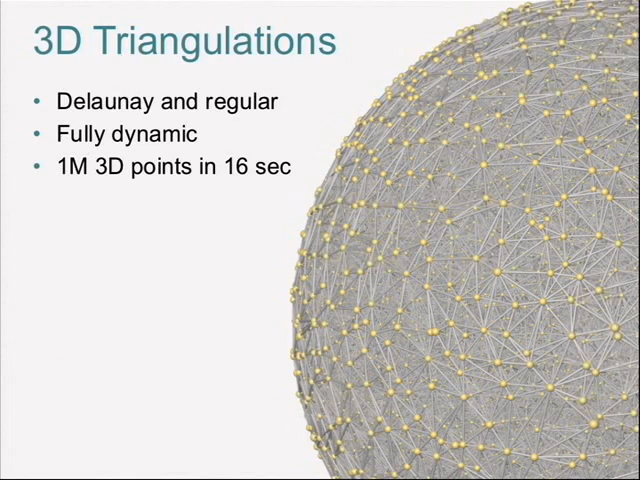 3D Triangulations
• Delaunay and regular
• Fully dynamic
• 1M 3D points in 16 sec